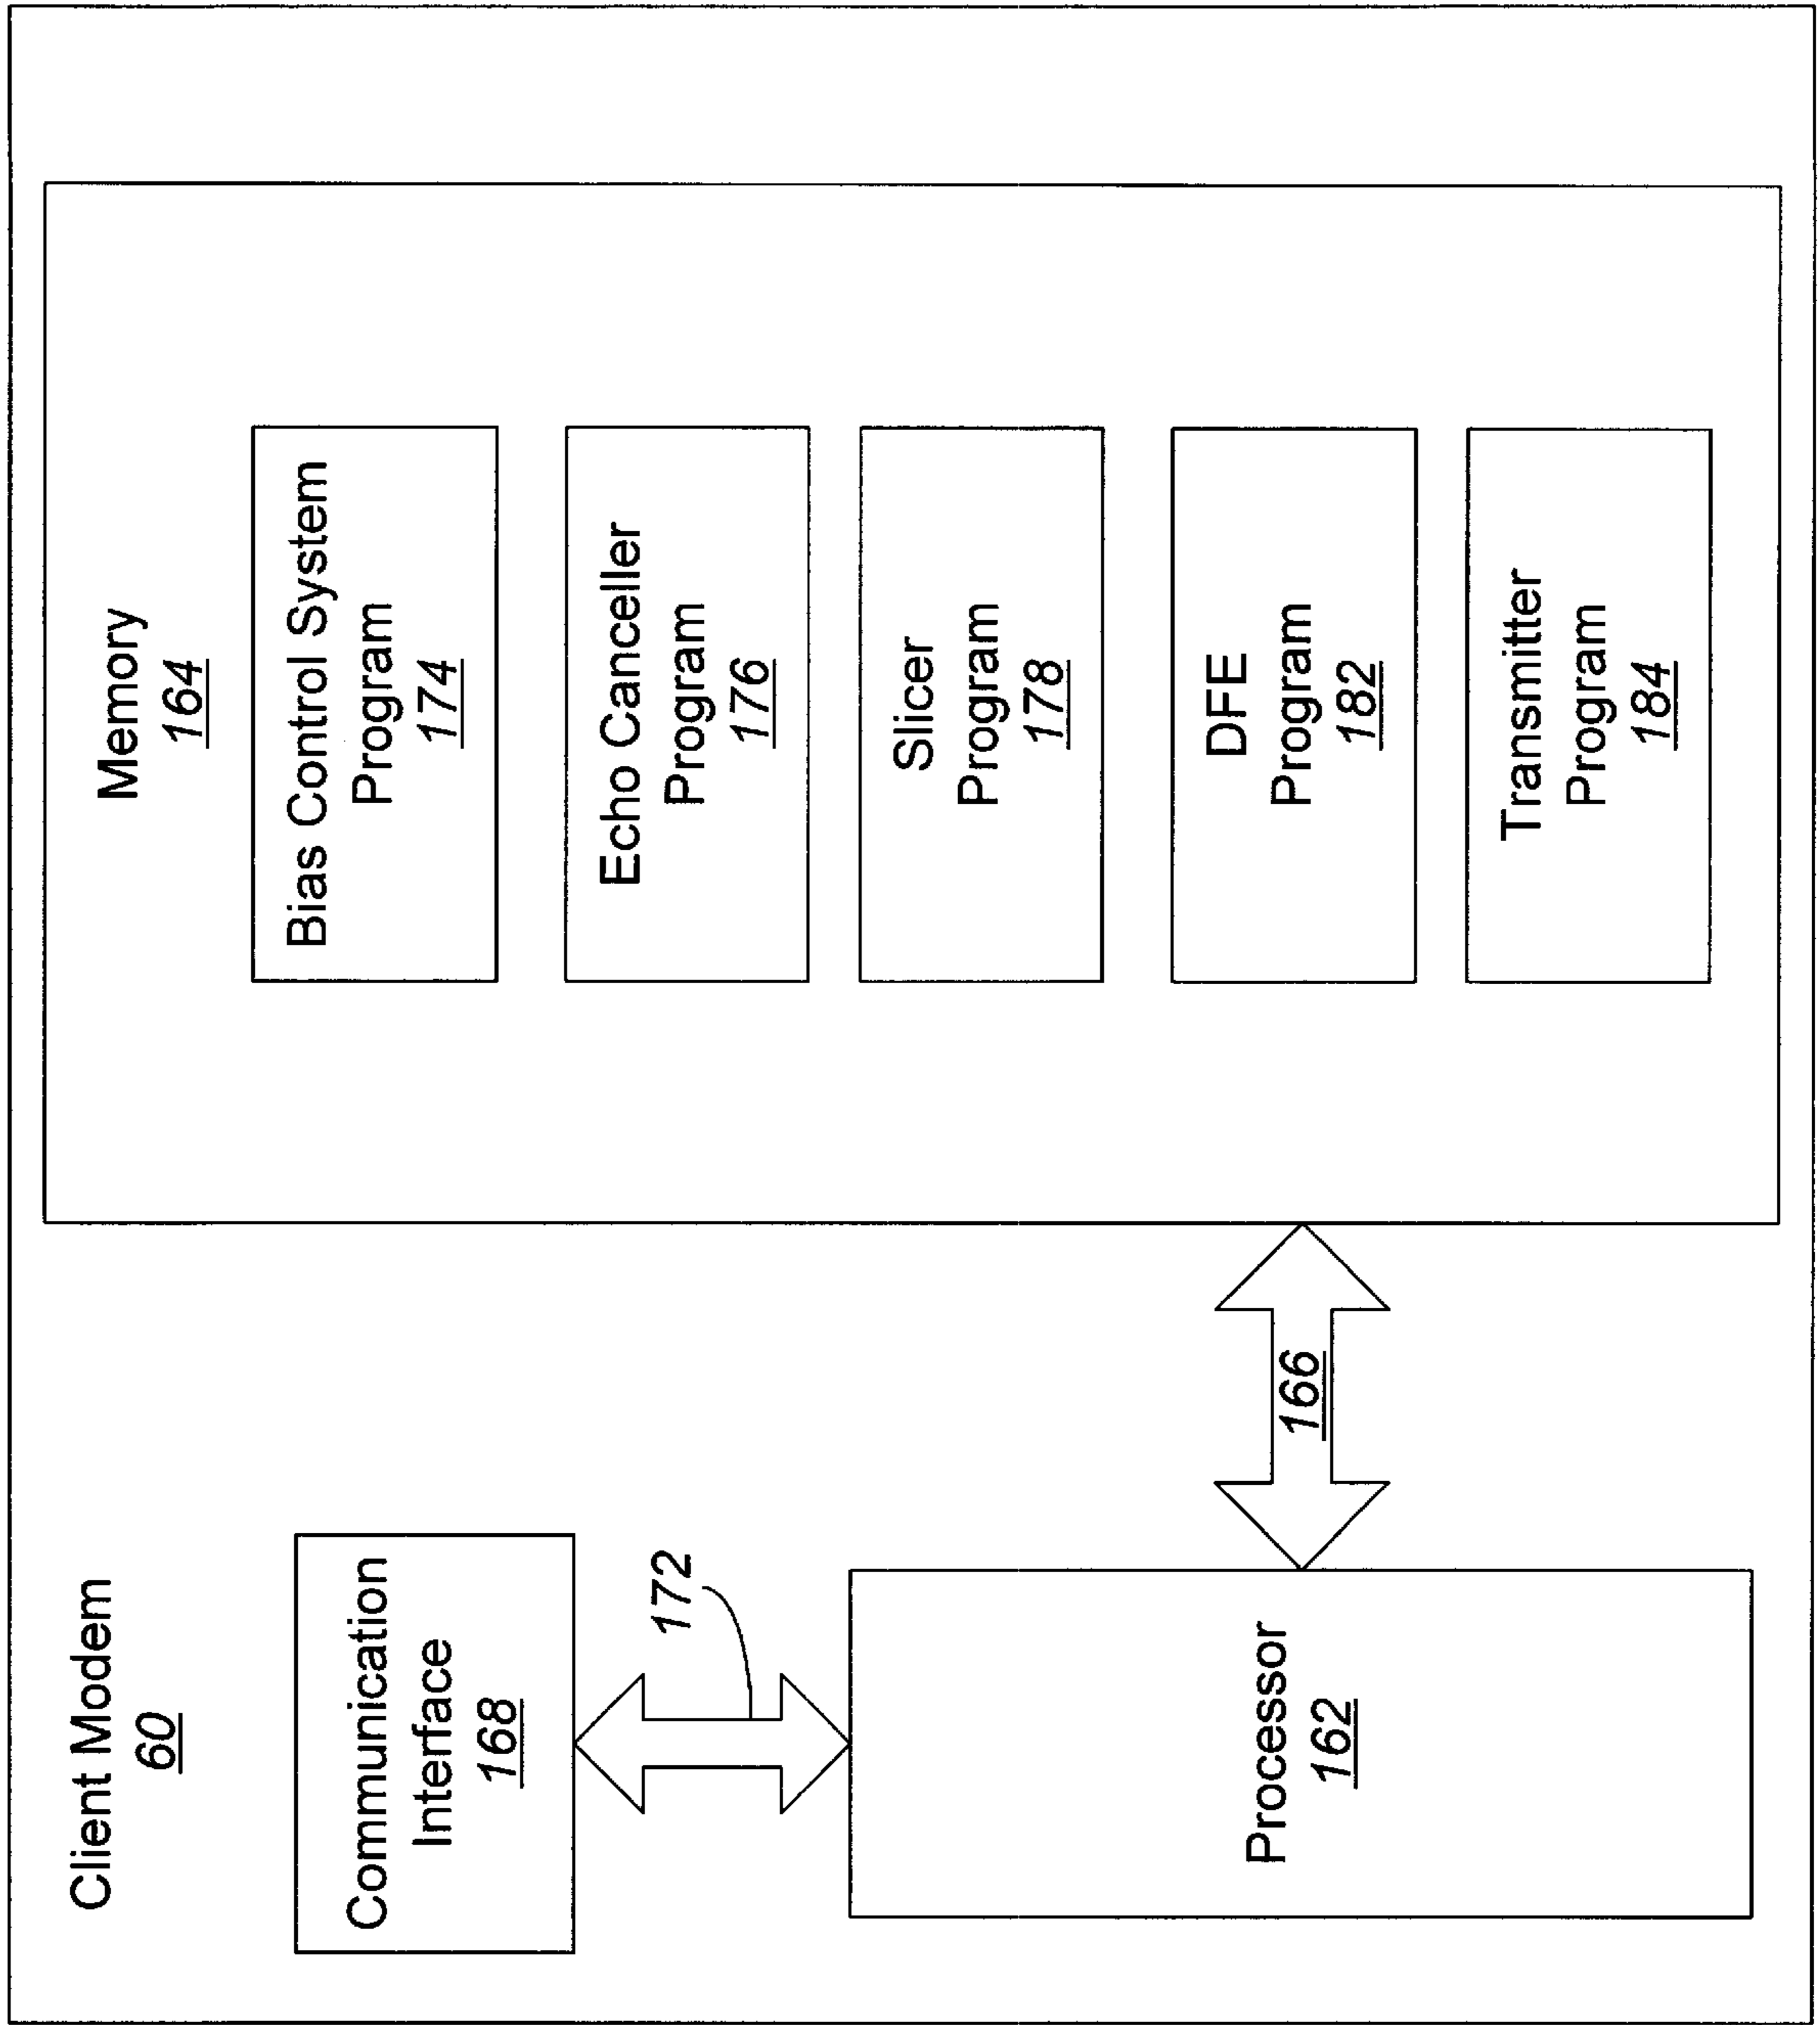 Client Modem
60
Communication
Interface
168
172
Processor
162
166
Memory
164
Bias Control System
Program
174
Echo Canceller
Program
176
Slicer
Program
178
DFE
Program
182
Transmitter
Program
184